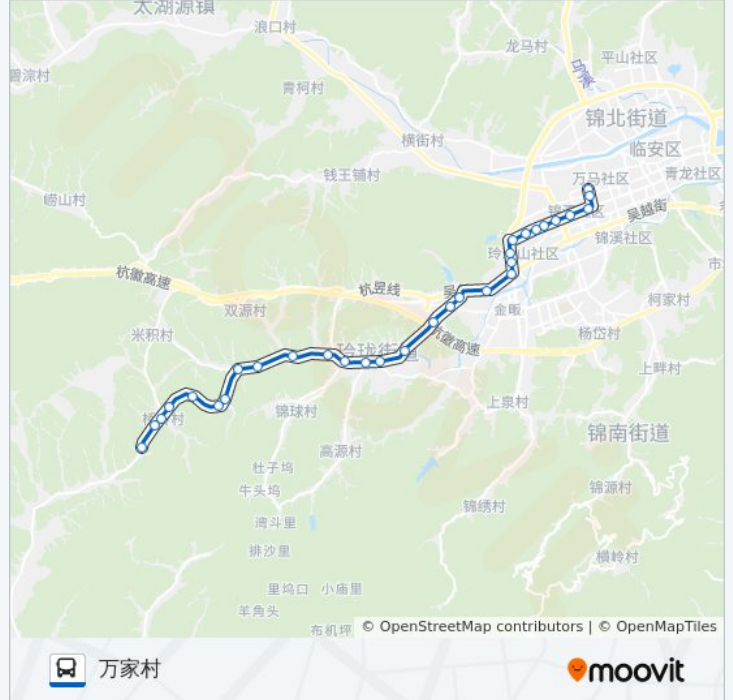 太湖源镇
浪口村
龙马村
平山社区
碧淙村
马溪
青柯村
锦北街道
横街村
临安区
钱王铺村
万马社区
青龙社区
崂山村
吴越街
锦溪社区
杭徽高速
市
杭昱线
柯家村
双源村
金畈
米积村
杨岱村
杭徽高速
玲珑街道
上畔村
上泉村
锦球村
锦南街道
高源村
杜子坞
锦源村
牛头坞
锦绣村
湾斗里
排沙里
横岭村
里坞口
小庙里
羊角头
布机坪
© OpenStreetMap contributors | © OpenMapTiles
万家村
moovit